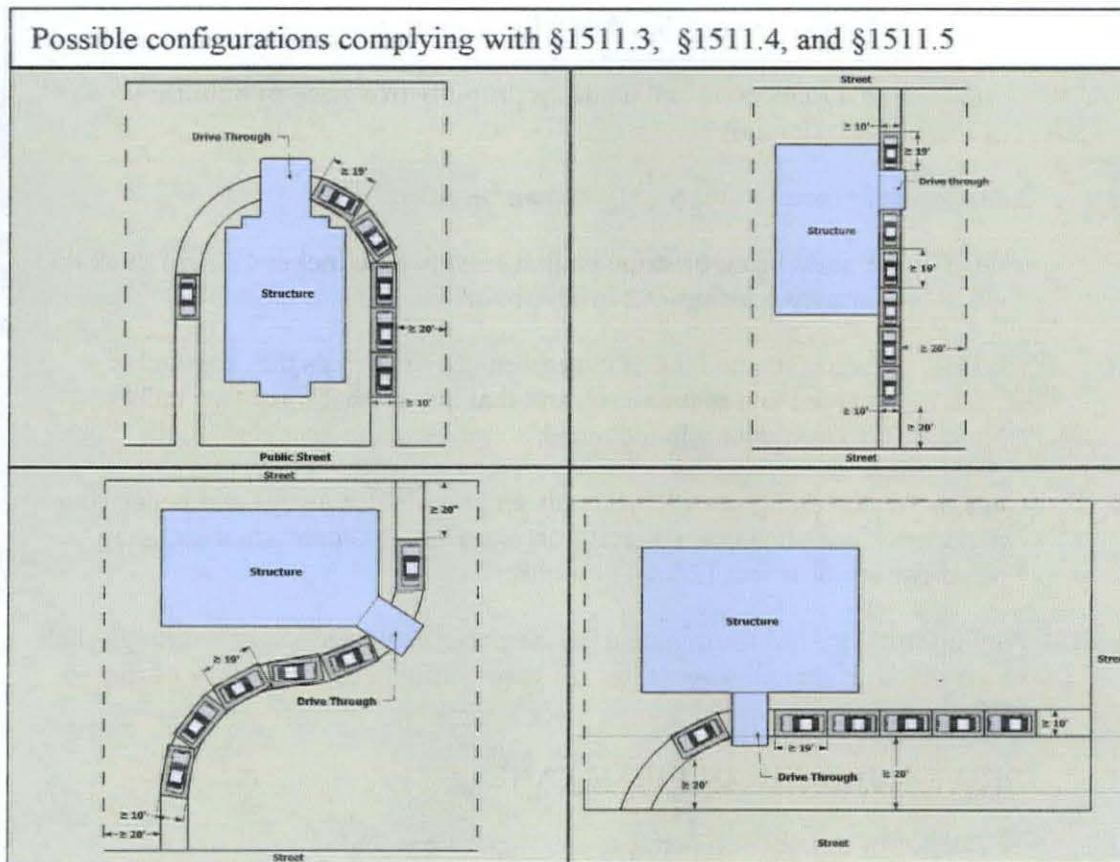 Possible configurations complying with §1511.3, §1511.4, and §1511.5
Drive Through
≥ 19'
Structure
≥ 20'
≥ 10'
Public Street
Street
≥ 10'
≥ 19'
Drive through
Structure
≥ 19'
≥ 20'
≥ 10'
≥ 20'
Street
Street
≥ 20"
Structure
≥ 19'
Drive Through
≥ 10'
≥ 20'
Street
Structure
Stree
≥ 10'
≥ 19'
Drive Through
≥ 20'
≥ 20'
Street